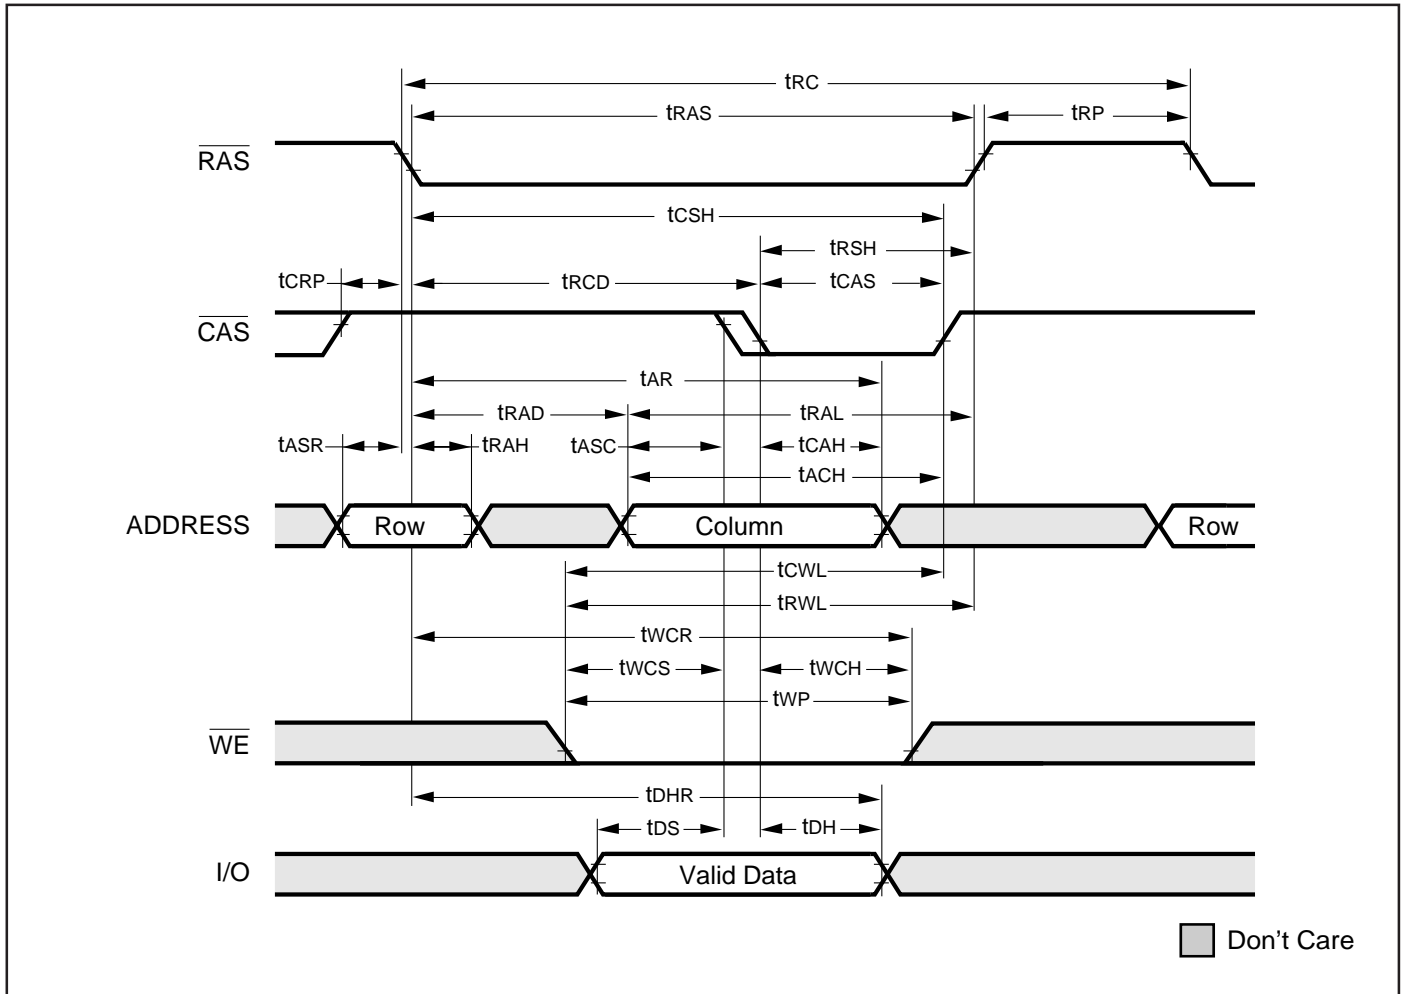 tRC
tRAS
tRP
RAS
tCSH
tRSH
tCRP
tRCD
tCAS
CAS
tAR
tRAD
tRAL
tASR
tRAH
tASC
tCAH
tACH
ADDRESS
Row
Column
Row
tCWL
tRWL
tWCR
tWCS
tWCH
tWP
WE
tDHR
tDS
tDH
I/O
Valid Data
Don't Care